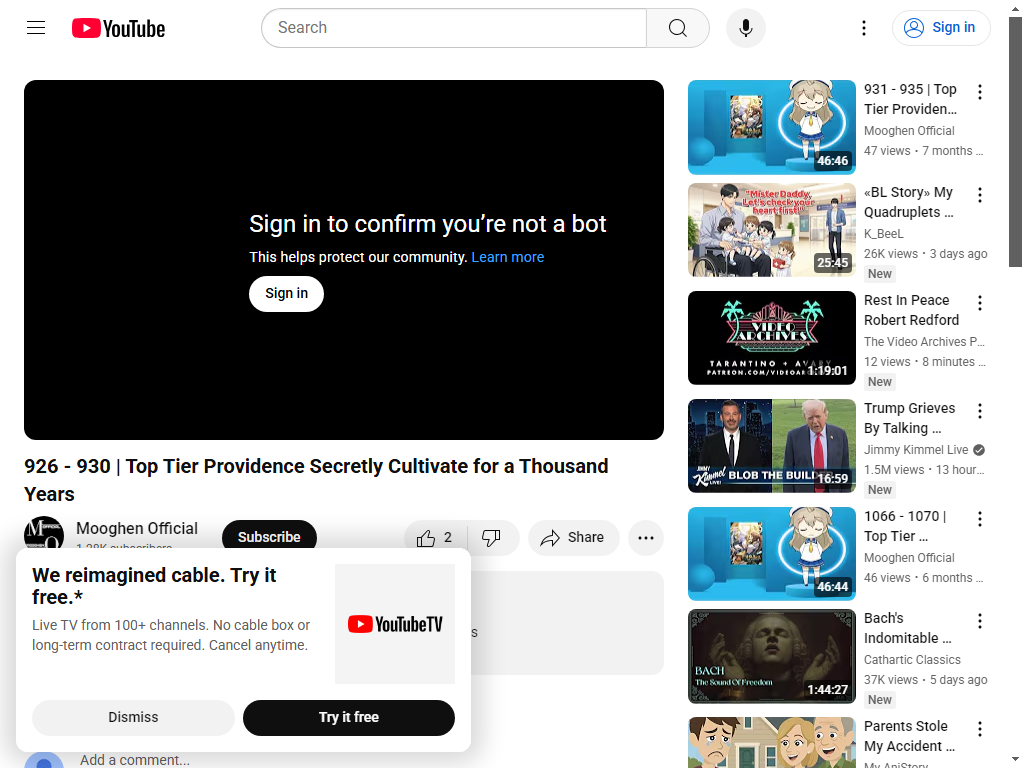 YouTube
Search
Sign in
Sign in to confirm you’re not a bot
This helps protect our community. Learn more
Sign in
926 - 930 | Top Tier Providence Secretly Cultivate for a Thousand
Years
Mooghen Official
Subscribe
2
Share
We reimagined cable. Try it
free.*
Live TV from 100+ channels. No cable box or
long-term contract required. Cancel anytime.
YouTubeTV
Dismiss
Try it free
Add a comment...
46:46
931 - 935 | Top
Tier Providen...
Mooghen Official
47 views • 7 months ...
"Mister Daddy,
Let's check your
heart first!"
25:45
«BL Story» My
Quadruplets ...
K_BeeL
26K views • 3 days ago
New
VIDEO
ARCHIVES
TARANTINO + AVARY
1:19:01
Rest In Peace
Robert Redford
The Video Archives P...
12 views • 8 minutes ...
New
JIMMY
Kimmel
LIVE!
BLOB THE BUILD
16:59
Trump Grieves
By Talking ...
Jimmy Kimmel Live
1.5M views • 13 hour...
New
46:44
1066 - 1070 |
Top Tier ...
Mooghen Official
46 views • 6 months ...
BACH
The Sound Of Freedom
1:44:27
Bach's
Indomitable ...
Cathartic Classics
37K views • 5 days ago
New
Parents Stole
My Accident ...
My AniStory